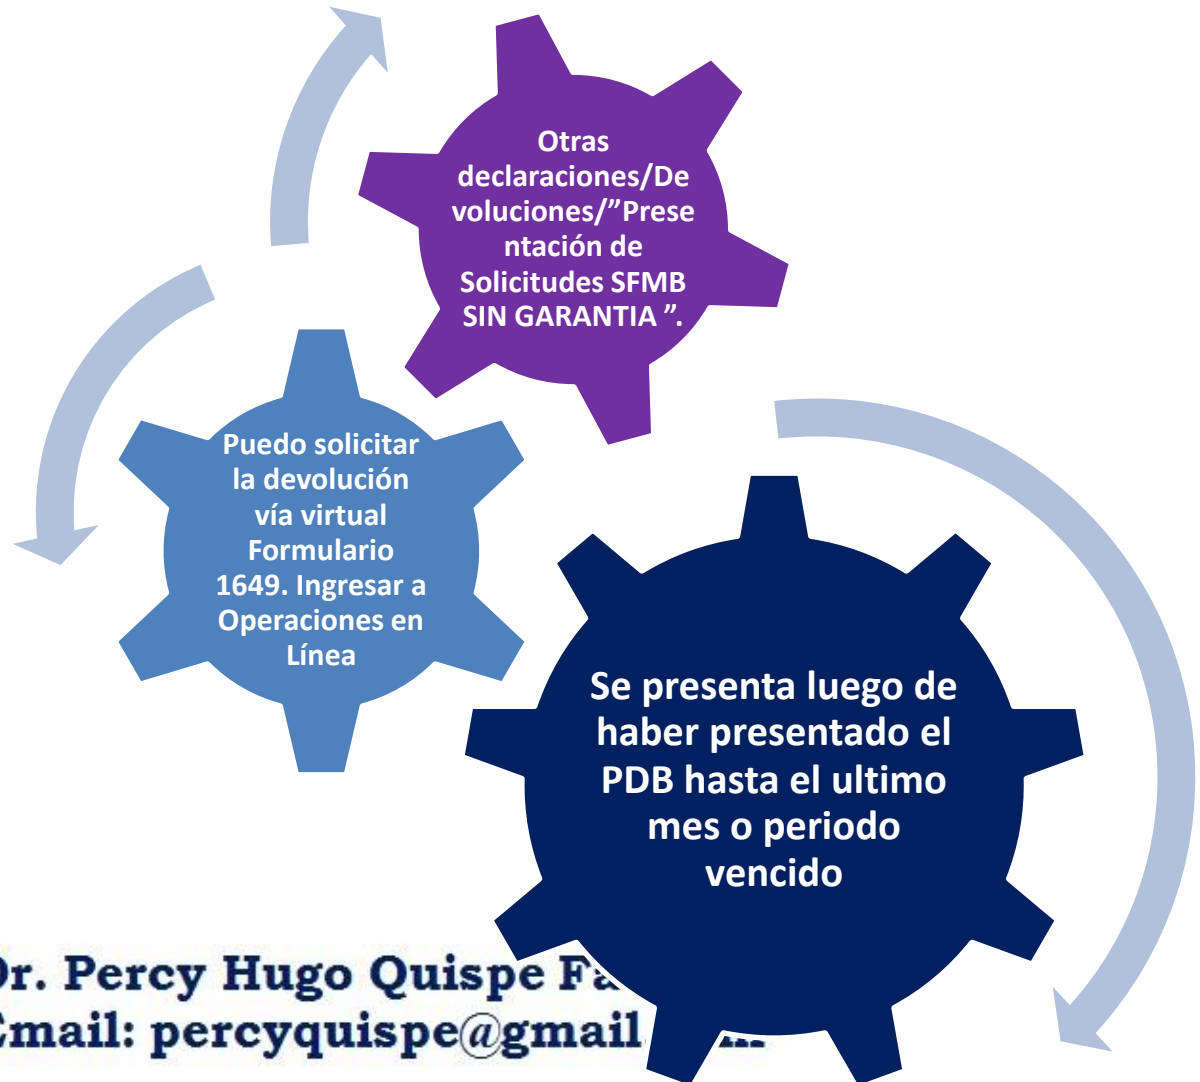 Otras
declaraciones/De
voluciones/”Prese
ntación de
Solicitudes SFMB
SIN GARANTIA ”.
Puedo solicitar
la devolución
vía virtual
Formulario
1649. Ingresar a
Operaciones en
Línea
Se presenta luego de
haber presentado el
PDB hasta el ultimo
mes o periodo
vencido
Dr. Percy Hugo Quispe
Email: percyquispe@gmail